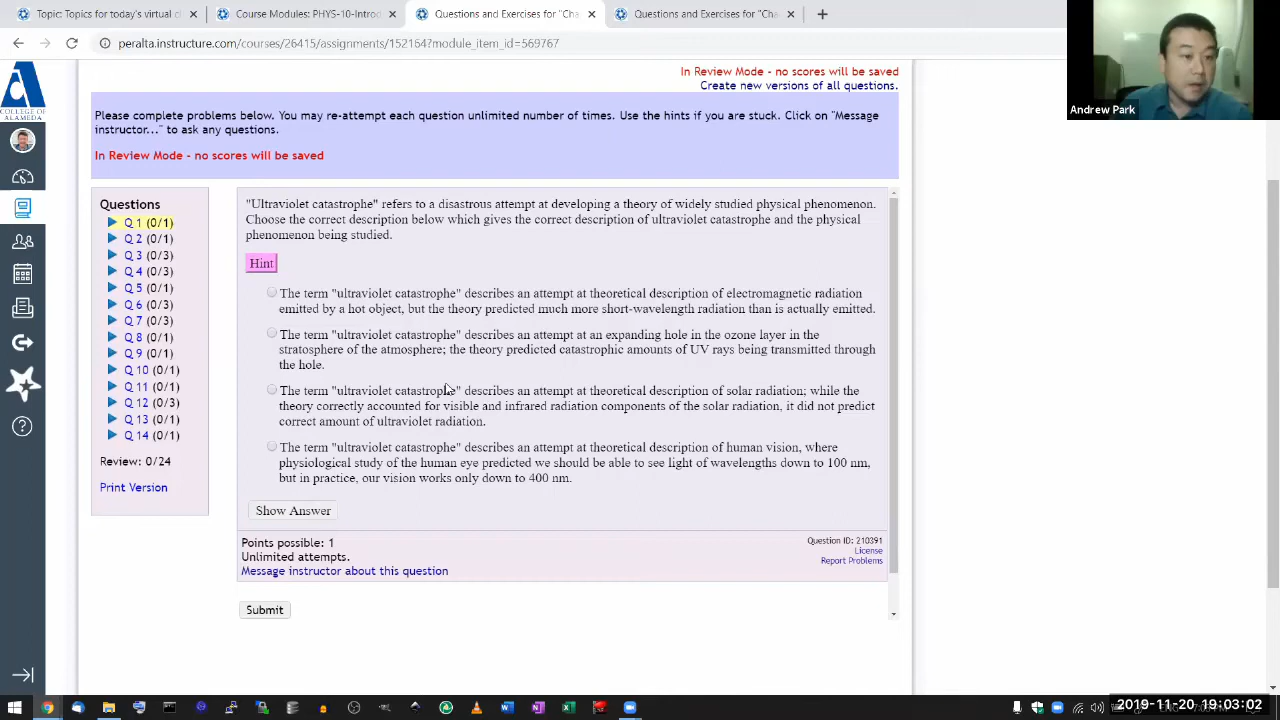 Topics for today's virtual c
Course Modules: PHYS-10-Introd
Questions and Exercises for "Cha
Questions and Exercises for "Cha
peralta.instructure.com/courses/26415/assignments/152164?module_item_id=569767
Andrew Park
COLLEGE OF
ALAMEDA
In Review Mode - no scores will be saved
Create new versions of all questions.
Please complete problems below. You may re-attempt each question unlimited number of times. Use the hints if you are stuck. Click on "Message
instructor..." to ask any questions.
In Review Mode - no scores will be saved
Questions
Q 1 (0/1)
Q 2 (0/1)
Q 3 (0/3)
Q 4 (0/3)
Q 5 (0/1)
Q 6 (0/3)
Q 7 (0/3)
Q 8 (0/1)
Q 9 (0/1)
Q 10 (0/1)
Q 11 (0/1)
Q 12 (0/3)
Q 13 (0/1)
Q 14 (0/1)
Review: 0/24
Print Version
"Ultraviolet catastrophe" refers to a disastrous attempt at developing a theory of widely studied physical phenomenon.
Choose the correct description below which gives the correct description of ultraviolet catastrophe and the physical
phenomenon being studied.
Hint
The term "ultraviolet catastrophe" describes an attempt at theoretical description of electromagnetic radiation
emitted by a hot object, but the theory predicted much more short-wavelength radiation than is actually emitted.
The term "ultraviolet catastrophe" describes an attempt at an expanding hole in the ozone layer in the
stratosphere of the atmosphere; the theory predicted catastrophic amounts of UV rays being transmitted through
the hole.
The term "ultraviolet catastrophe" describes an attempt at theoretical description of solar radiation; while the
theory correctly accounted for visible and infrared radiation components of the solar radiation, it did not predict
correct amount of ultraviolet radiation.
The term "ultraviolet catastrophe" describes an attempt at theoretical description of human vision, where
physiological study of the human eye predicted we should be able to see light of wavelengths down to 100 nm,
but in practice, our vision works only down to 400 nm.
Show Answer
Points possible: 1
Unlimited attempts.
Message instructor about this question
Question ID: 210391
License
Report Problems
Submit
2019-11-20 19:03:02